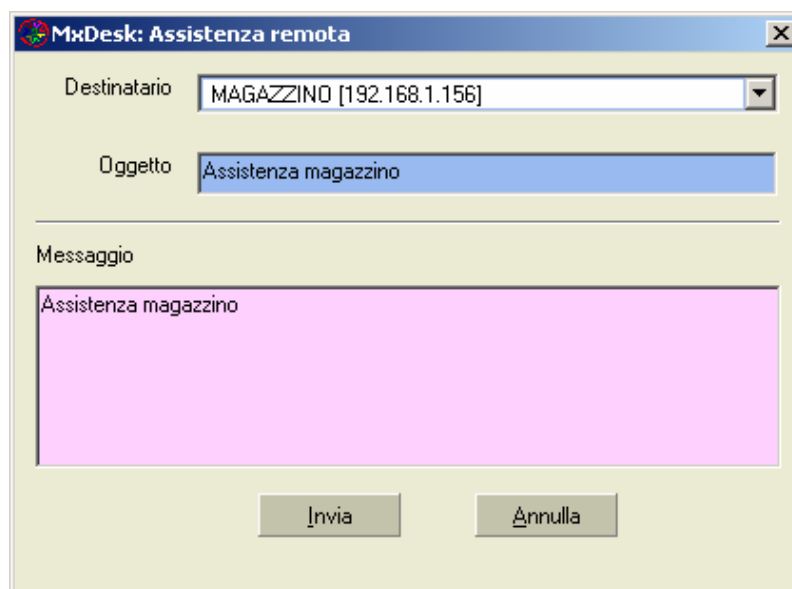 MxDesk: Assistenza remota
Destinatario MAGAZZINO [192.168.1.156]
Oggetto Assistenza magazzino
Messaggio
Assistenza magazzino
Invia Annulla